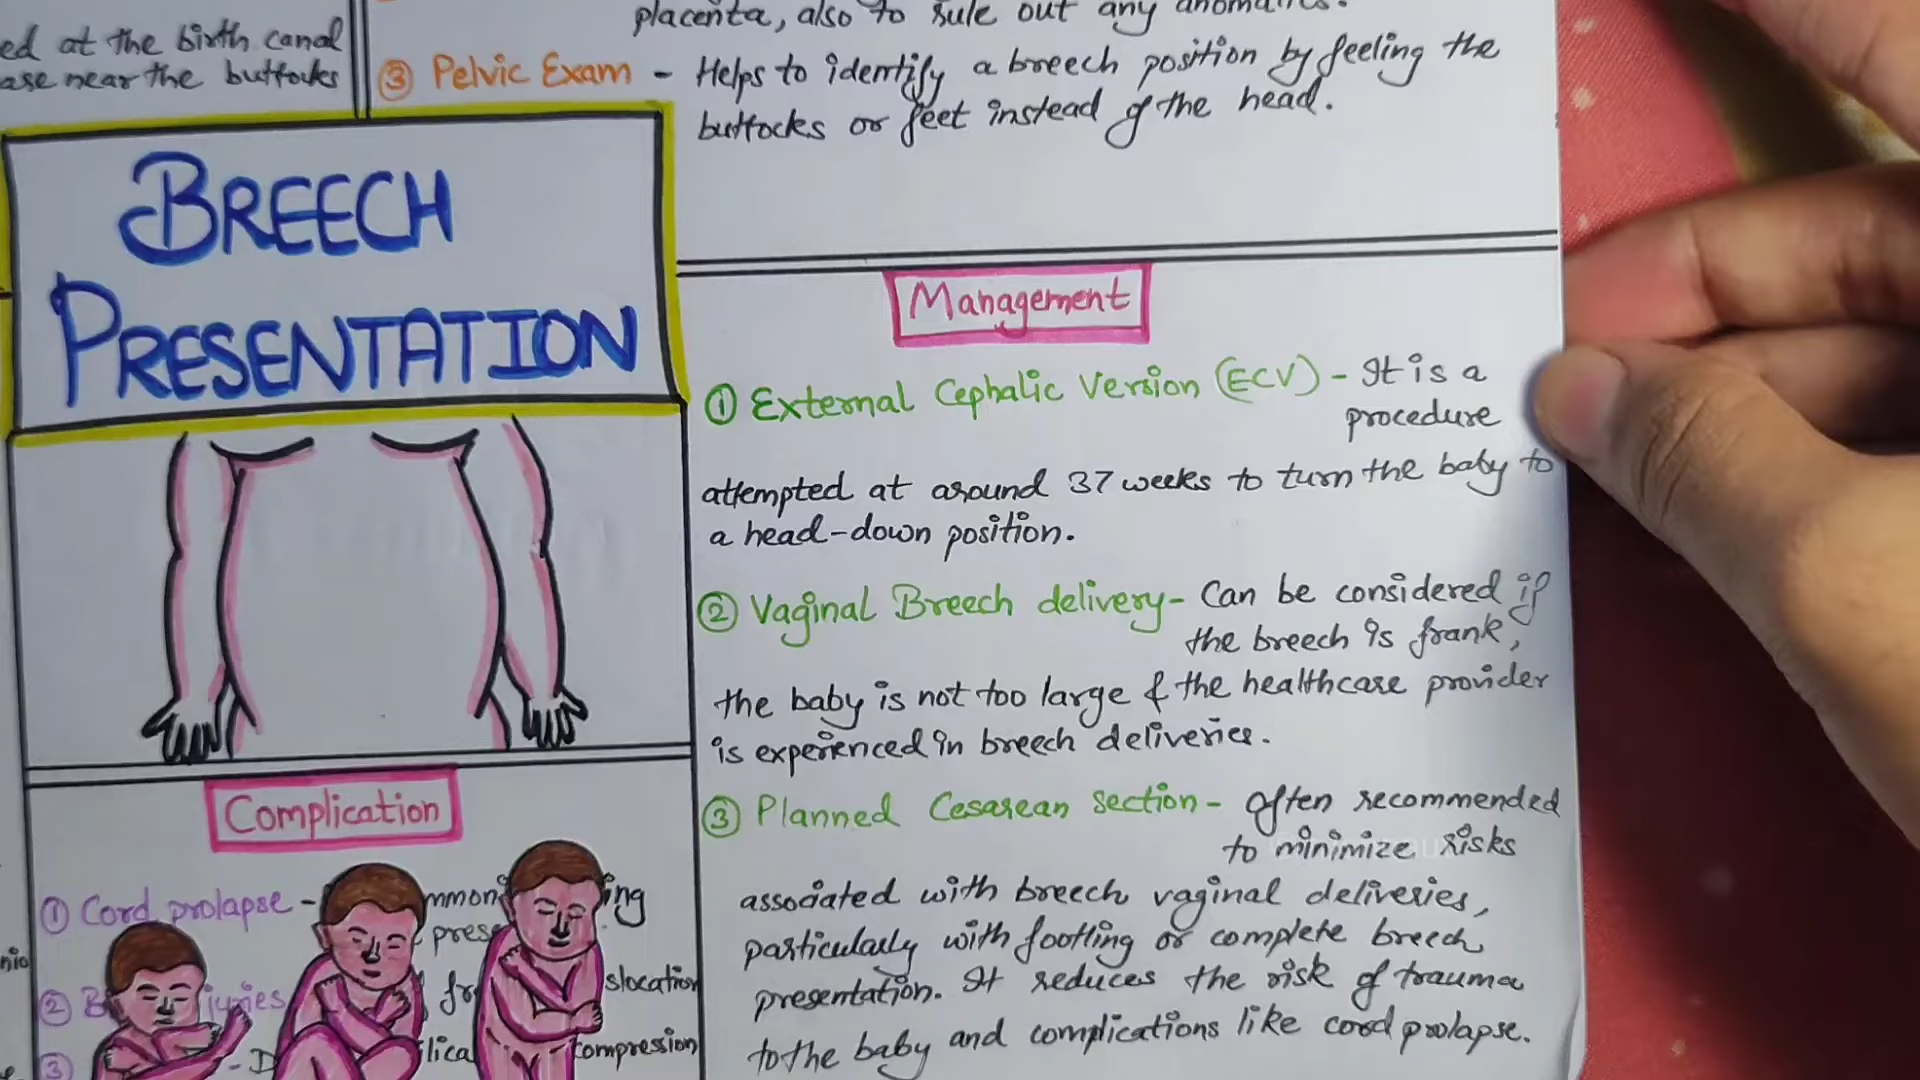 ed at the birth canal
ase near the buttocks
placenta, also to rule out any anomalies.
③ Pelvic Exam - Helps to identify a breech position by feeling the
buttocks or feet instead of the head.
BREECH
PRESENTATION
Management
① External Cephalic Version (ECV) - It is a
procedure
attempted at around 37 weeks to turn the baby to
a head-down position.
② Vaginal Breech delivery - Can be considered if
the breech is frank,
the baby is not too large & the healthcare provider
is experienced in breech deliveries.
③ Planned Cesarean section - often recommended
to minimize risks
associated with breech vaginal deliveries,
particularly with footling or complete breech
presentation. It reduces the risk of trauma
to the baby and complications like cord prolapse.
Complication
① Cord prolapse -
②
slocation
③
compression